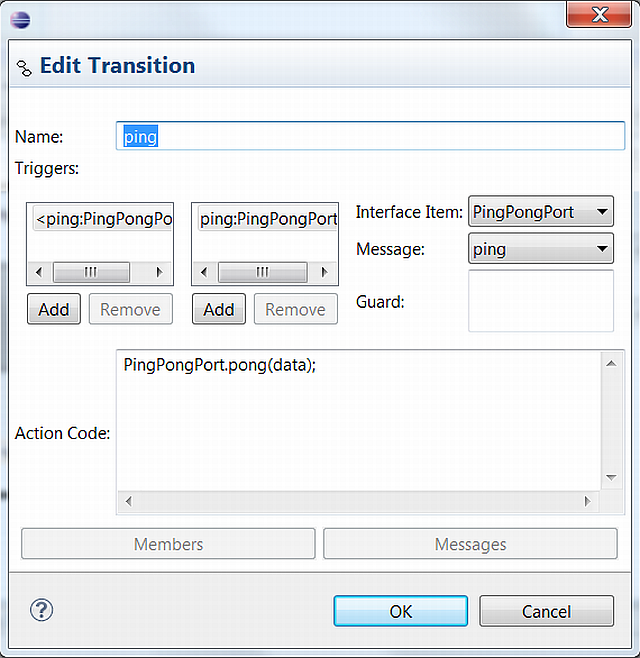 Edit Transition
Name:
ping
Triggers:
<ping:PingPongPo
ping:PingPongPort
Interface Item:
PingPongPort
Message:
ping
Add
Remove
Add
Remove
Guard:
PingPongPort.pong(data);
Action Code:
Members
Messages
?
OK
Cancel